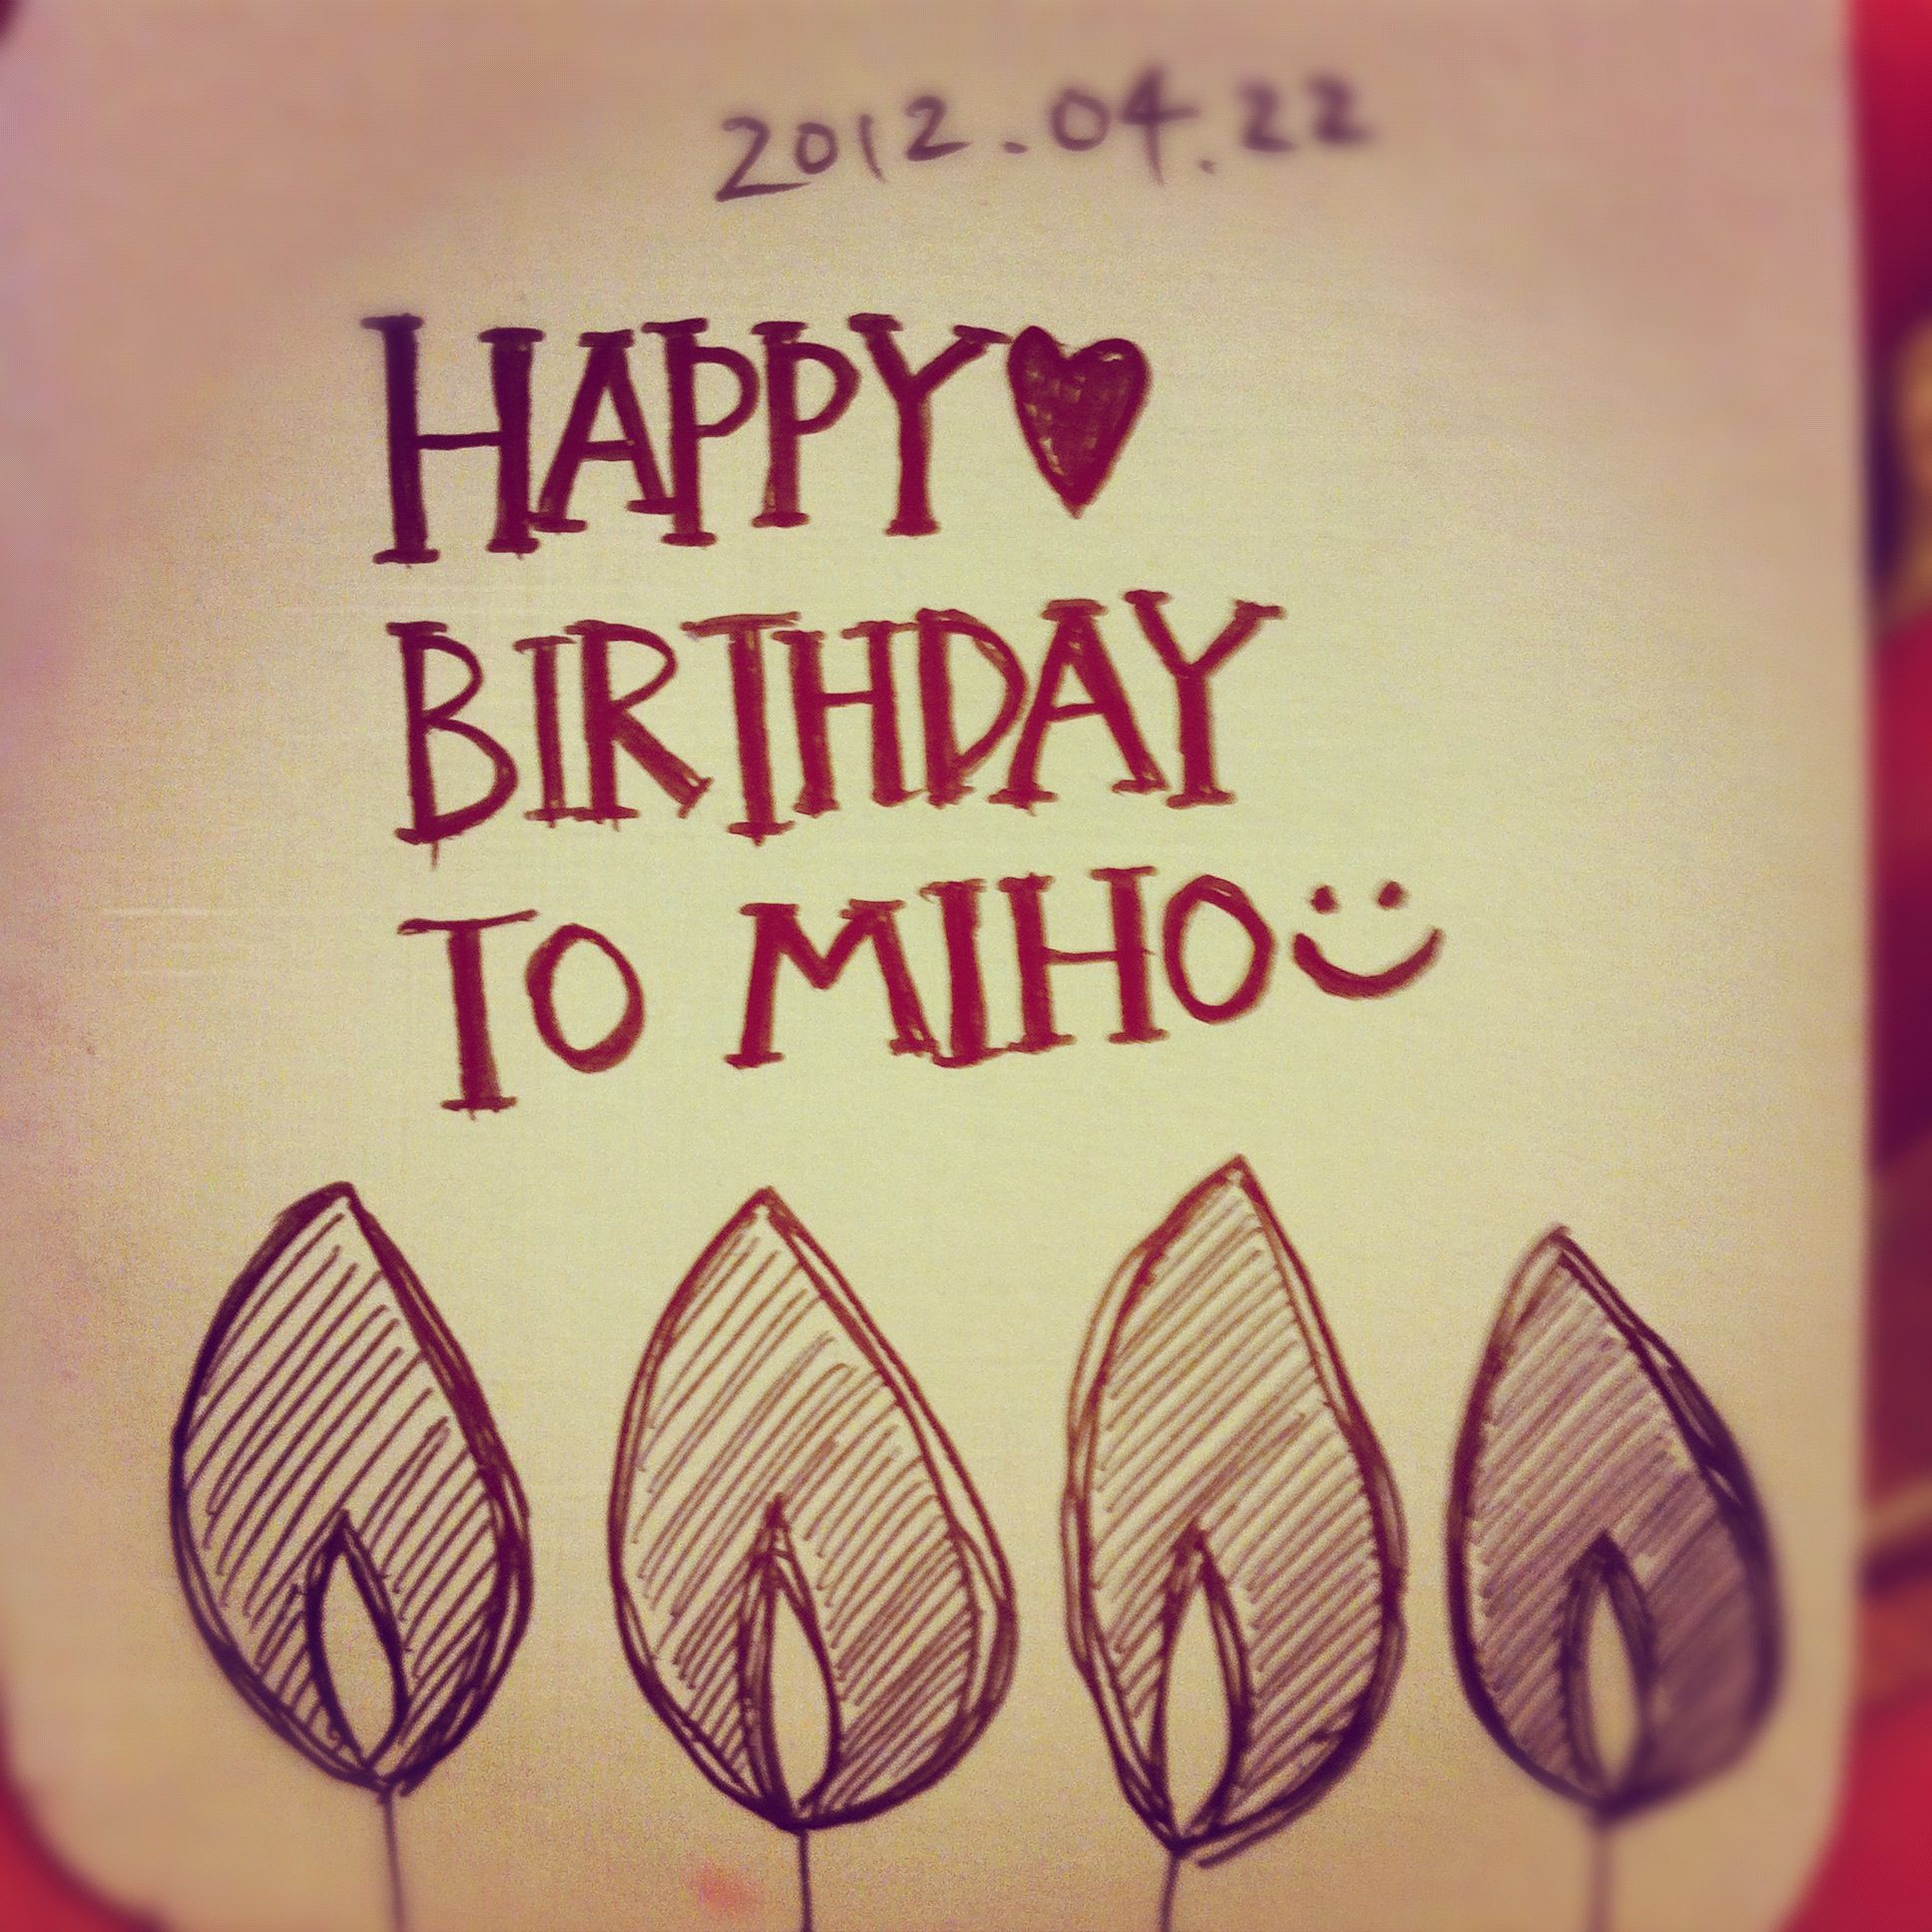 2012.04.22
HAPPY♥
BIRTHDAY
TO MIHO